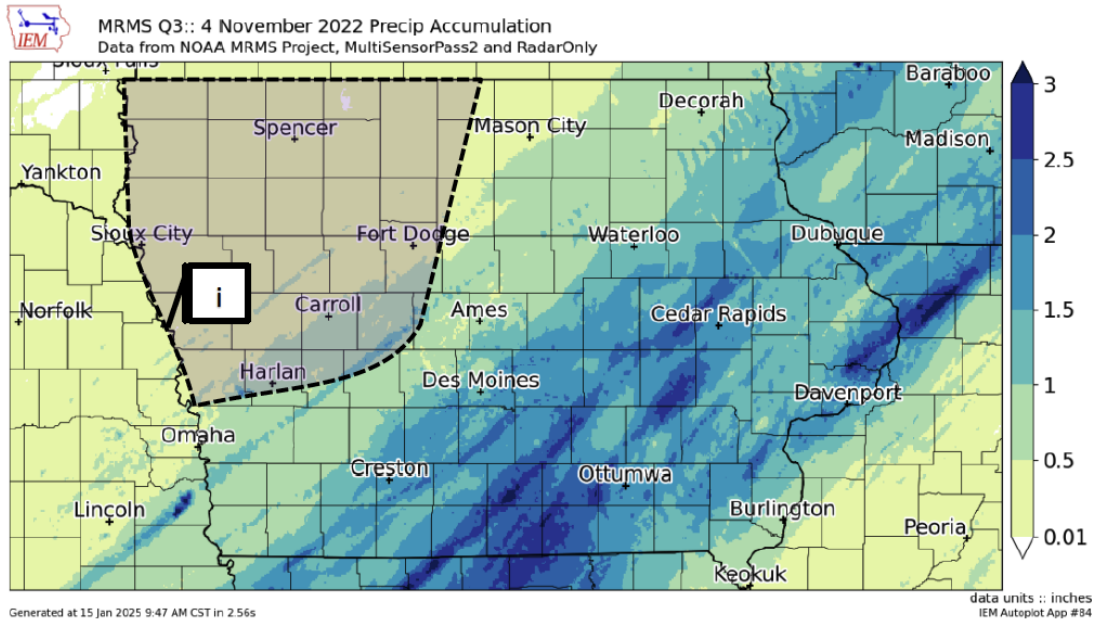 IEM
MRMS Q3:: 4 November 2022 Precip Accumulation
Data from NOAA MRMS Project, MultiSensorPass2 and RadarOnly
Sioux Falls
Baraboo
Decorah
Spencer
Mason City
Madison
Yankton
Sioux City
Fort Dodge
Waterloo
Dubuque
i
Norfolk
Carroll
Ames
Cedar Rapids
Harlan
Des Moines
Davenport
Omaha
Creston
Ottumwa
Lincoln
Burlington
Peoria
Keokuk
3
2.5
2
1.5
1
0.5
0.01
data units :: inches
Generated at 15 Jan 2025 9:47 AM CST in 2.56s
IEM Autoplot App #84